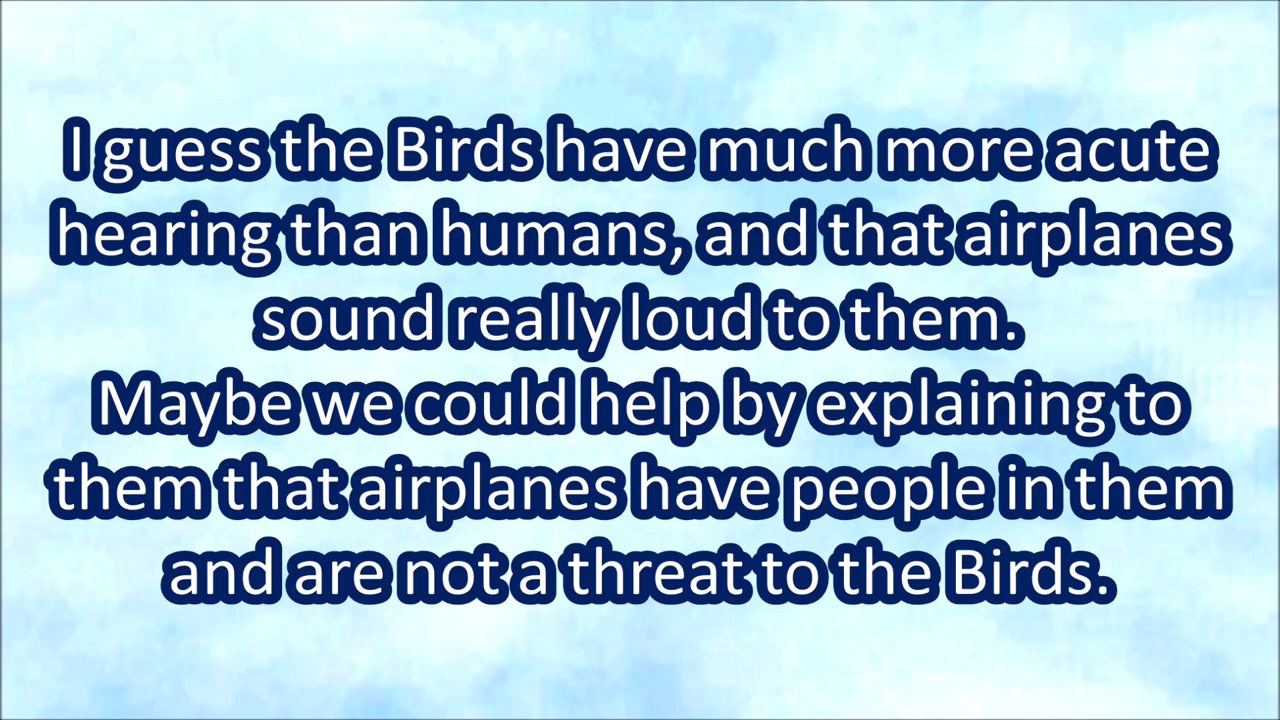 I guess the Birds have much more acute
hearing than humans, and that airplanes
sound really loud to them.
Maybe we could help by explaining to
them that airplanes have people in them
and are not a threat to the Birds.